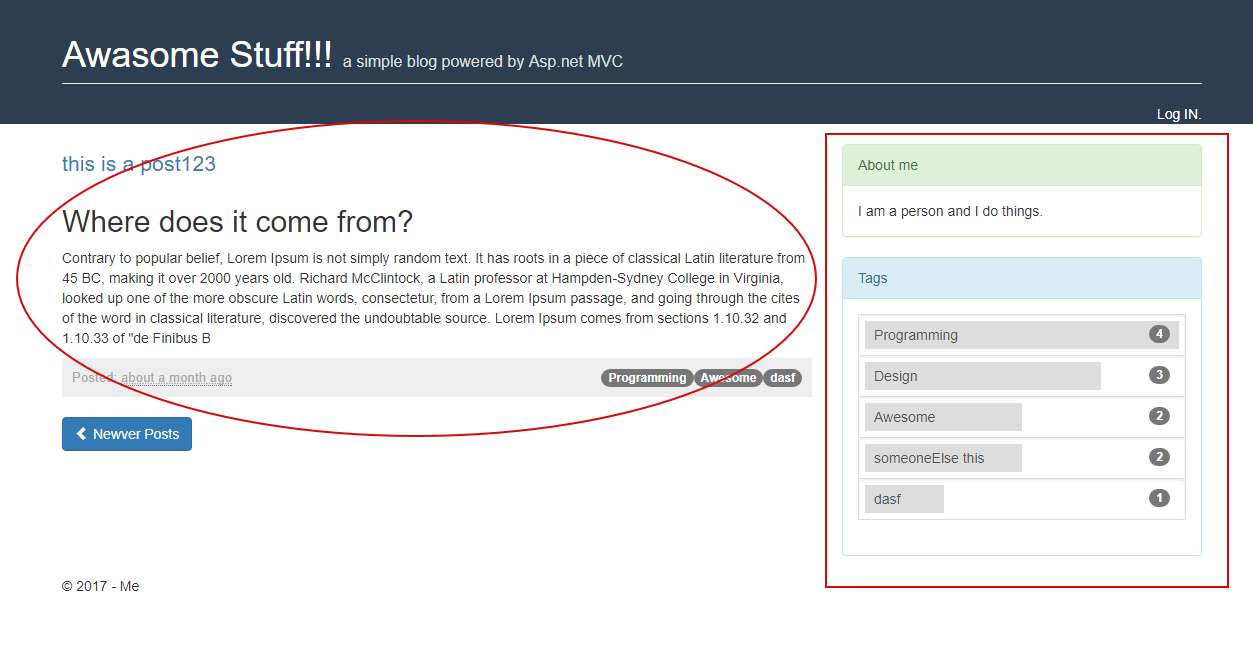 Awasome Stuff!!! a simple blog powered by Asp.net MVC
Log IN.
this is a post123
Where does it come from?
Contrary to popular belief, Lorem Ipsum is not simply random text. It has roots in a piece of classical Latin literature from
45 BC, making it over 2000 years old. Richard McClintock, a Latin professor at Hampden-Sydney College in Virginia,
looked up one of the more obscure Latin words, consectetur, from a Lorem Ipsum passage, and going through the cites
of the word in classical literature, discovered the undoubtable source. Lorem Ipsum comes from sections 1.10.32 and
1.10.33 of "de Finibus B
Posted: about a month ago Programming Awesome dasf
Newver Posts
About me
I am a person and I do things.
Tags
Programming 4
Design 3
Awesome 2
someoneElse this 2
dasf 1
© 2017 - Me